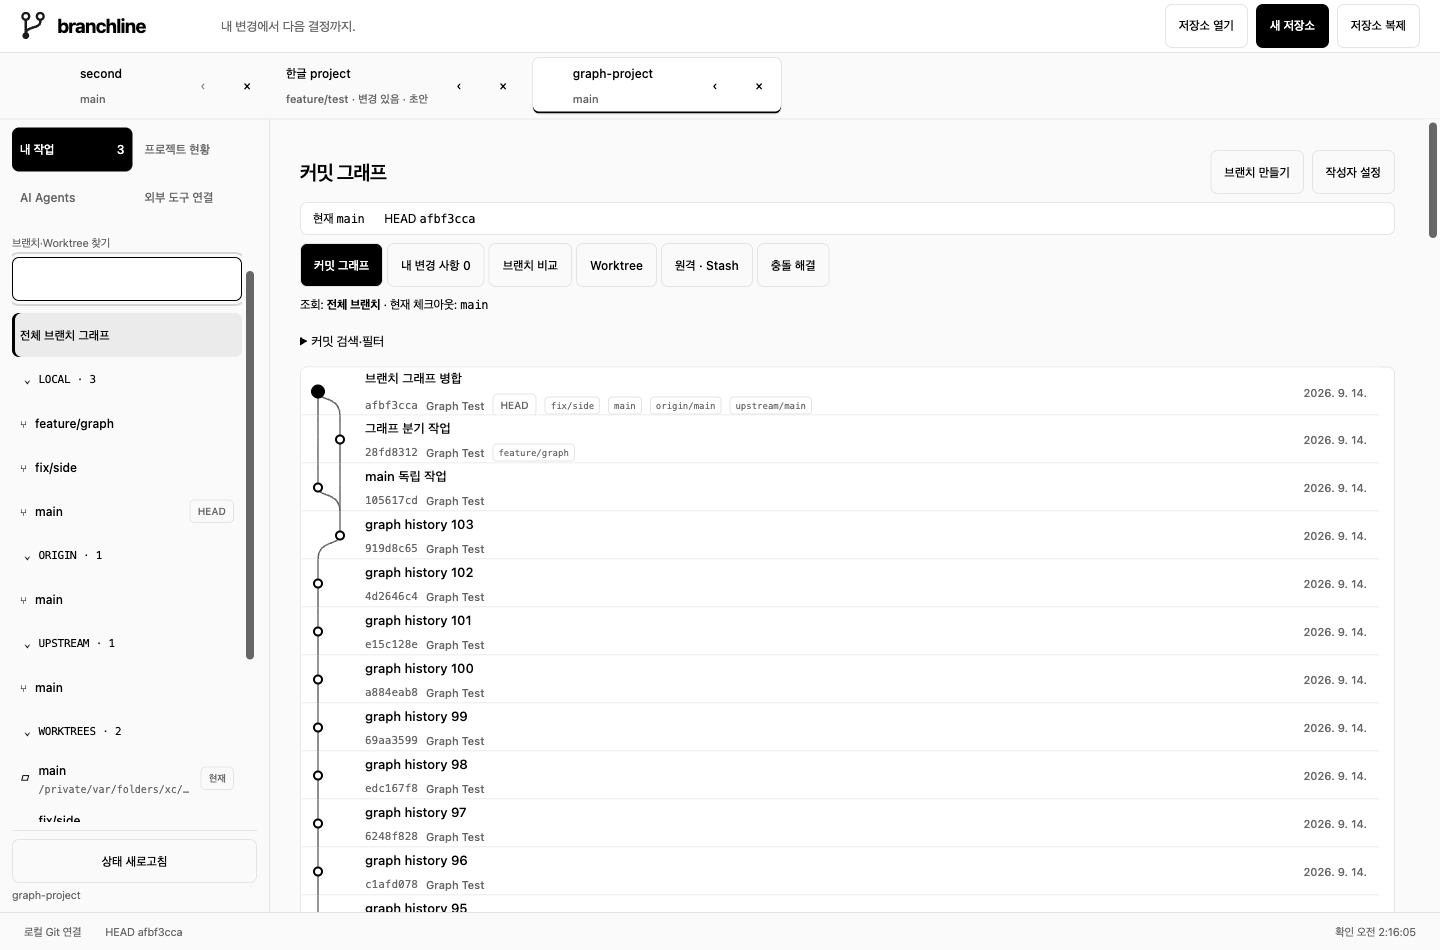 branchline
내 변경에서 다음 결정까지.
저장소 열기
새 저장소
저장소 복제
second
main
‹ ×
한글 project
feature/test · 변경 있음 · 초안
‹ ×
graph-project
main
‹ ×
내 작업 3
프로젝트 현황
AI Agents
외부 도구 연결
브랜치·Worktree 찾기
전체 브랜치 그래프
LOCAL · 3
feature/graph
fix/side
main HEAD
ORIGIN · 1
main
UPSTREAM · 1
main
WORKTREES · 2
main
/private/var/folders/xc/…
현재
fix/side
상태 새로고침
graph-project
커밋 그래프
브랜치 만들기
작성자 설정
현재 main HEAD afbf3cca
커밋 그래프
내 변경 사항 0
브랜치 비교
Worktree
원격 · Stash
충돌 해결
조회: 전체 브랜치 · 현재 체크아웃: main
▶ 커밋 검색·필터
브랜치 그래프 병합
afbf3cca Graph Test HEAD fix/side main origin/main upstream/main
2026. 9. 14.
그래프 분기 작업
28fd8312 Graph Test feature/graph
2026. 9. 14.
main 독립 작업
105617cd Graph Test
2026. 9. 14.
graph history 103
919d8c65 Graph Test
2026. 9. 14.
graph history 102
4d2646c4 Graph Test
2026. 9. 14.
graph history 101
e15c128e Graph Test
2026. 9. 14.
graph history 100
a884eab8 Graph Test
2026. 9. 14.
graph history 99
69aa3599 Graph Test
2026. 9. 14.
graph history 98
edc167f8 Graph Test
2026. 9. 14.
graph history 97
6248f828 Graph Test
2026. 9. 14.
graph history 96
c1afd078 Graph Test
2026. 9. 14.
graph history 95
로컬 Git 연결
HEAD afbf3cca
확인 오전 2:16:05